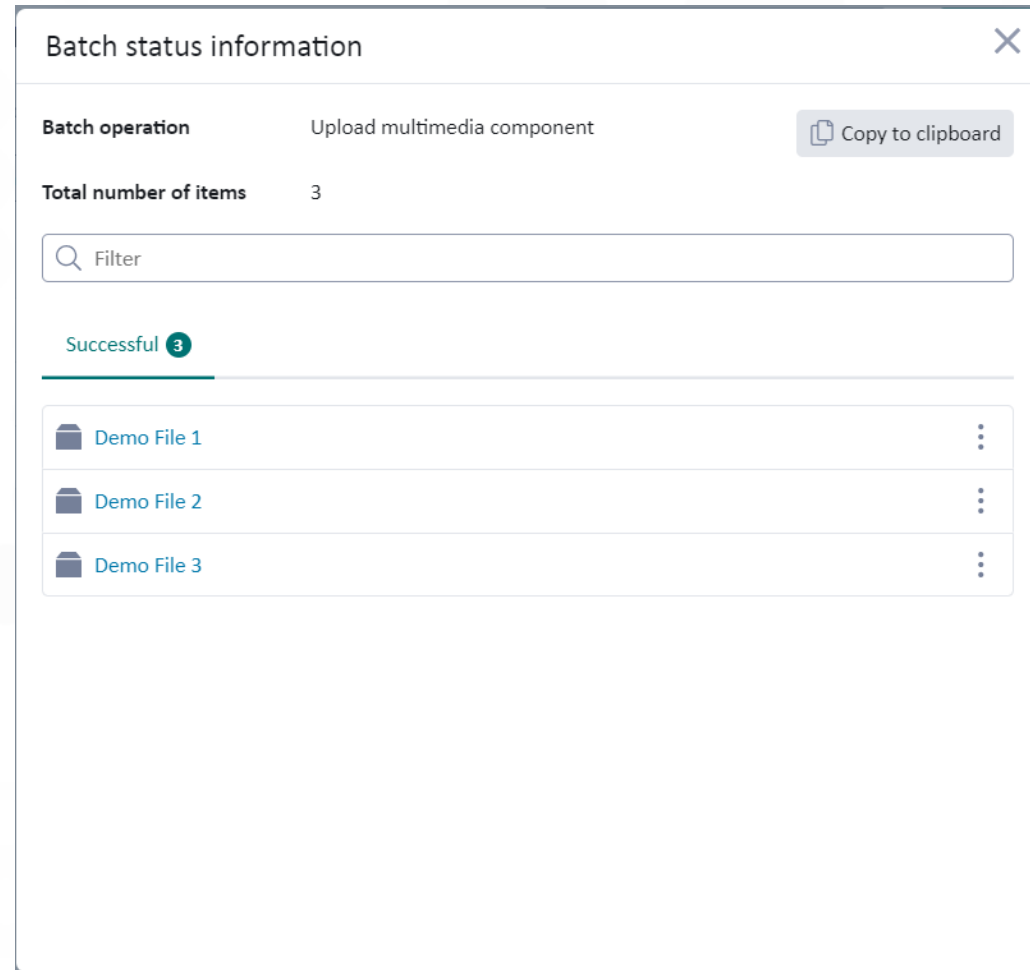 Batch status information
Batch operation Upload multimedia component Copy to clipboard
Total number of items 3
Filter
Successful 3
Demo File 1
Demo File 2
Demo File 3